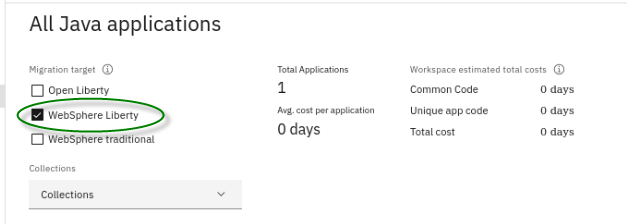 All Java applications
Migration target
Open Liberty
WebSphere Liberty
WebSphere traditional
Collections
Collections
Total Applications
1
Avg. cost per application
0 days
Workspace estimated total costs
Common Code 0 days
Unique app code 0 days
Total cost 0 days